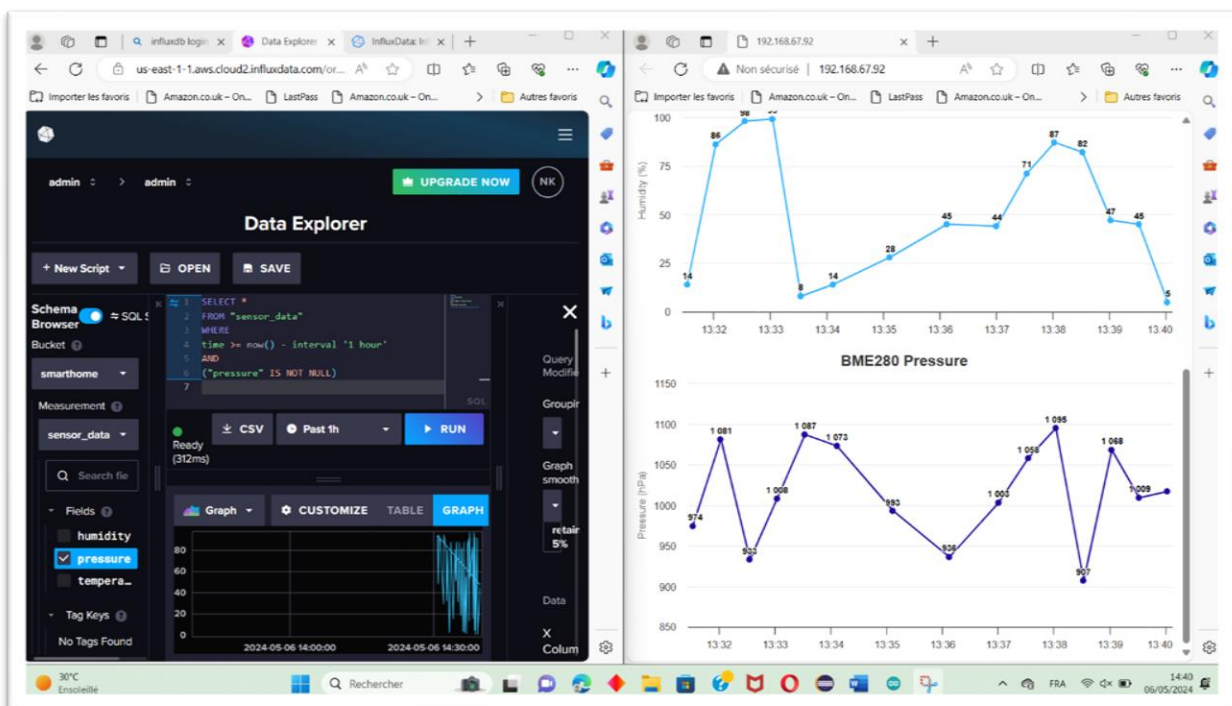 influxdb login
Data Explorer
InfluxData: In
us-east-1-1.aws.cloud2.influxdata.com/or...
Importer les favoris
Amazon.co.uk – On...
LastPass
Amazon.co.uk – On...
Autres favoris
admin
admin
UPGRADE NOW
NK
Data Explorer
+ New Script
OPEN
SAVE
Schema
Browser
SQL S
Bucket
smarthome
Measurement
sensor_data
Search fie
Fields
humidity
pressure
tempera…
Tag Keys
No Tags Found
1 SELECT *
2 FROM "sensor_data"
3 WHERE
4 time >= now() - interval '1 hour'
5 AND
6 ("pressure" IS NOT NULL)
7
SQL
Ready
(312ms)
CSV
Past 1h
RUN
Graph
CUSTOMIZE
TABLE
GRAPH
80
60
40
20
0
2024-05-06 14:00:00
2024-05-06 14:30:00
X
Query
Modifie
Groupin
Graph
smooth
retain
5%
Data
X
Colum
192.168.67.92
Non sécurisé | 192.168.67.92
Importer les favoris
Amazon.co.uk – On...
LastPass
Amazon.co.uk – On...
Autres favoris
Humidity (%)
100
75
50
25
0
14
86
98
8
14
28
45
44
71
87
82
47
45
5
13:32
13:33
13:34
13:35
13:36
13:37
13:38
13:39
13:40
BME280 Pressure
Pressure (hPa)
1150
1100
1050
1000
950
900
850
974
1 081
933
1 008
1 087
1 073
993
936
1 003
1 058
1 095
907
1 068
1 009
13:32
13:33
13:34
13:35
13:36
13:37
13:38
13:39
13:40
30°C
Ensoleillé
Rechercher
FRA
14:40
06/05/2024